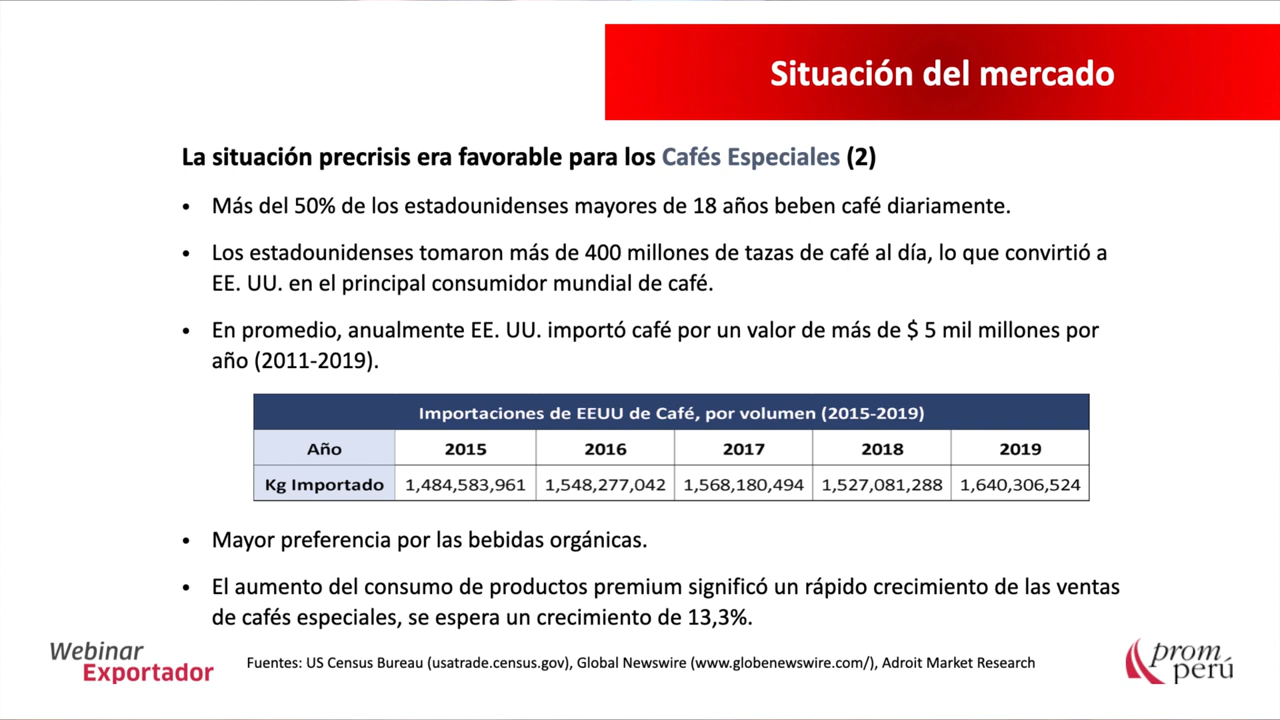 Situación del mercado
La situación precrisis era favorable para los Cafés Especiales (2)
• Más del 50% de los estadounidenses mayores de 18 años beben café diariamente.
• Los estadounidenses tomaron más de 400 millones de tazas de café al día, lo que convirtió a
EE. UU. en el principal consumidor mundial de café.
• En promedio, anualmente EE. UU. importó café por un valor de más de $ 5 mil millones por
año (2011-2019).
Importaciones de EEUU de Café, por volumen (2015-2019)
Año 2015 2016 2017 2018 2019
Kg Importado 1,484,583,961 1,548,277,042 1,568,180,494 1,527,081,288 1,640,306,524
• Mayor preferencia por las bebidas orgánicas.
• El aumento del consumo de productos premium significó un rápido crecimiento de las ventas
de cafés especiales, se espera un crecimiento de 13,3%.
Webinar
Exportador
Fuentes: US Census Bureau (usatrade.census.gov), Global Newswire (www.globenewswire.com/), Adroit Market Research
prom
perú